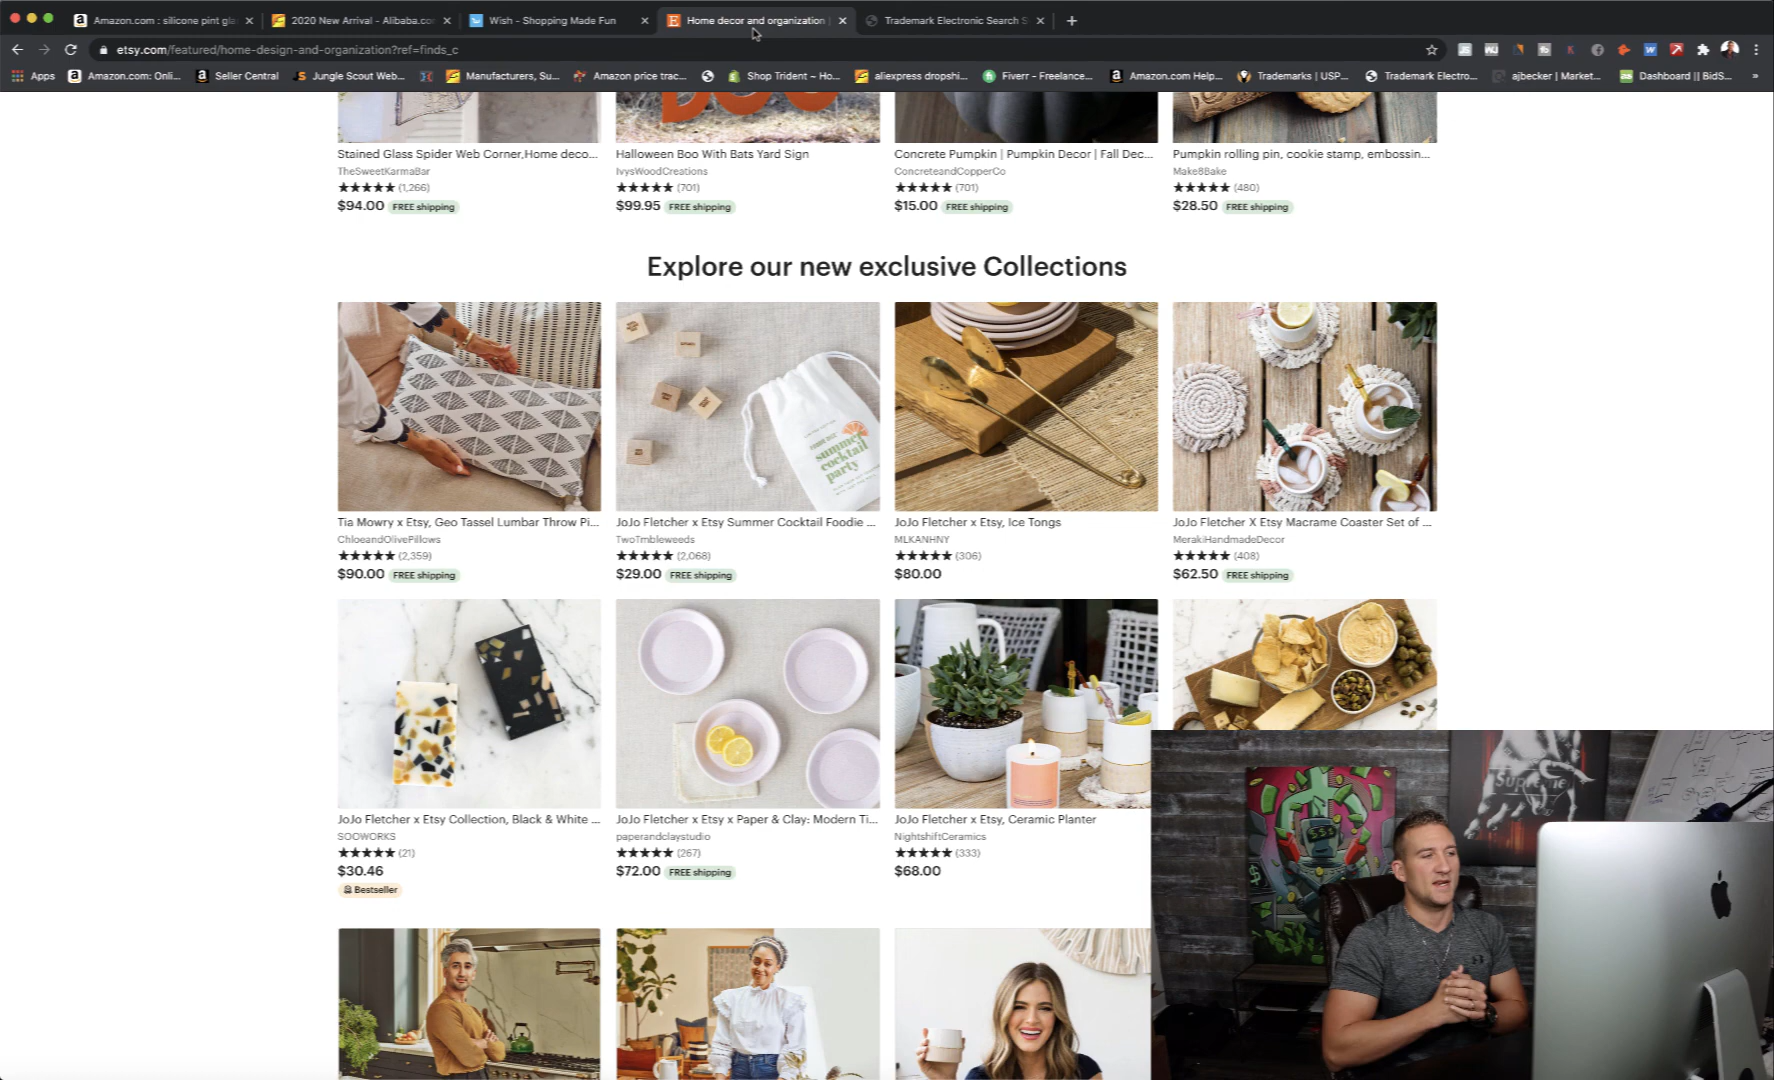 Amazon.com : silicone pint gla
2020 New Arrival - Alibaba.co
Wish - Shopping Made Fun
Home decor and organization
Trademark Electronic Search S
etsy.com/featured/home-design-and-organization?ref=finds_c
Apps
Amazon.com: Onli...
Seller Central
Jungle Scout Web...
Manufacturers, Su...
Amazon price trac...
Shop Trident ~ Ho...
aliexpress dropshi...
Fiverr - Freelance...
Amazon.com Help...
Trademarks | USP...
Trademark Electro...
ajbecker | Market...
Dashboard || BidS...
Stained Glass Spider Web Corner,Home deco...
TheSweetKarmaBar
(1,266)
$94.00 FREE shipping
Halloween Boo With Bats Yard Sign
IvysWoodCreations
(701)
$99.95 FREE shipping
Concrete Pumpkin | Pumpkin Decor | Fall Dec...
ConcreteandCopperCo
(701)
$15.00 FREE shipping
Pumpkin rolling pin, cookie stamp, embossin...
Make8Bake
(480)
$28.50 FREE shipping
Explore our new exclusive Collections
summer
cocktail
party
Tia Mowry x Etsy, Geo Tassel Lumbar Throw Pi...
ChloeandOlivePillows
(2,359)
$90.00 FREE shipping
JoJo Fletcher x Etsy Summer Cocktail Foodie ...
TwoTmbleweeds
(2,068)
$29.00 FREE shipping
JoJo Fletcher x Etsy, Ice Tongs
MLKANHNY
(306)
$80.00
JoJo Fletcher X Etsy Macrame Coaster Set of ...
MerakiHandmadeDecor
(408)
$62.50 FREE shipping
JoJo Fletcher x Etsy Collection, Black & White ...
SOOWORKS
(21)
$30.46
Bestseller
JoJo Fletcher x Etsy x Paper & Clay: Modern Ti...
paperandclaystudio
(267)
$72.00 FREE shipping
JoJo Fletcher x Etsy, Ceramic Planter
NightshiftCeramics
(333)
$68.00
Supreme